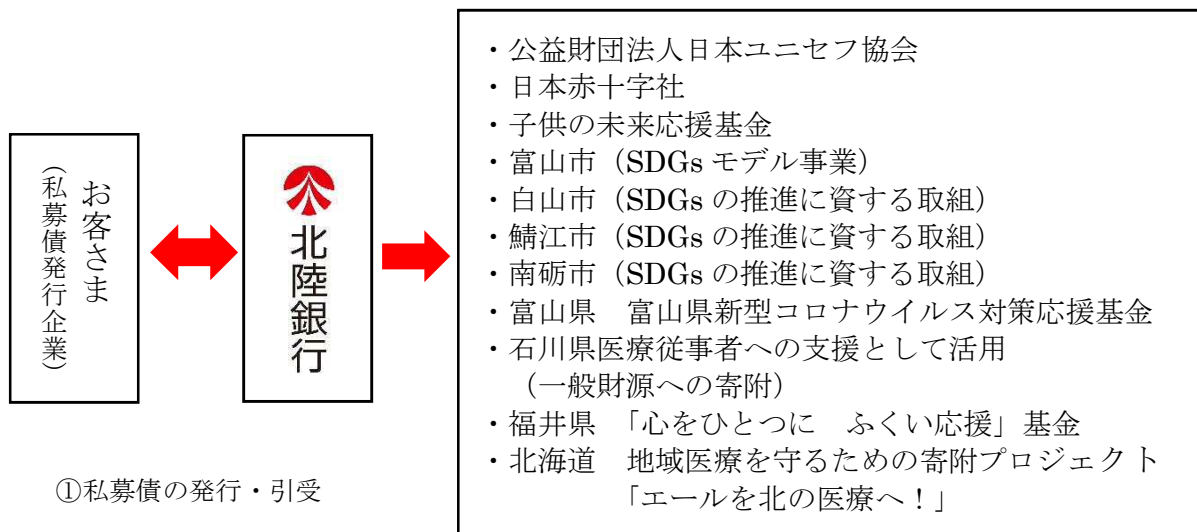 お客さま
(私募債発行企業)
北陸銀行
①私募債の発行・引受
・公益財団法人日本ユニセフ協会
・日本赤十字社
・子供の未来応援基金
・富山市（SDGs モデル事業）
・白山市（SDGs の推進に資する取組）
・鯖江市（SDGs の推進に資する取組）
・南砺市（SDGs の推進に資する取組）
・富山県　富山県新型コロナウイルス対策応援基金
・石川県医療従事者への支援として活用
（一般財源への寄附）
・福井県　「心をひとつに　ふくい応援」基金
・北海道　地域医療を守るための寄附プロジェクト
「エールを北の医療へ！」